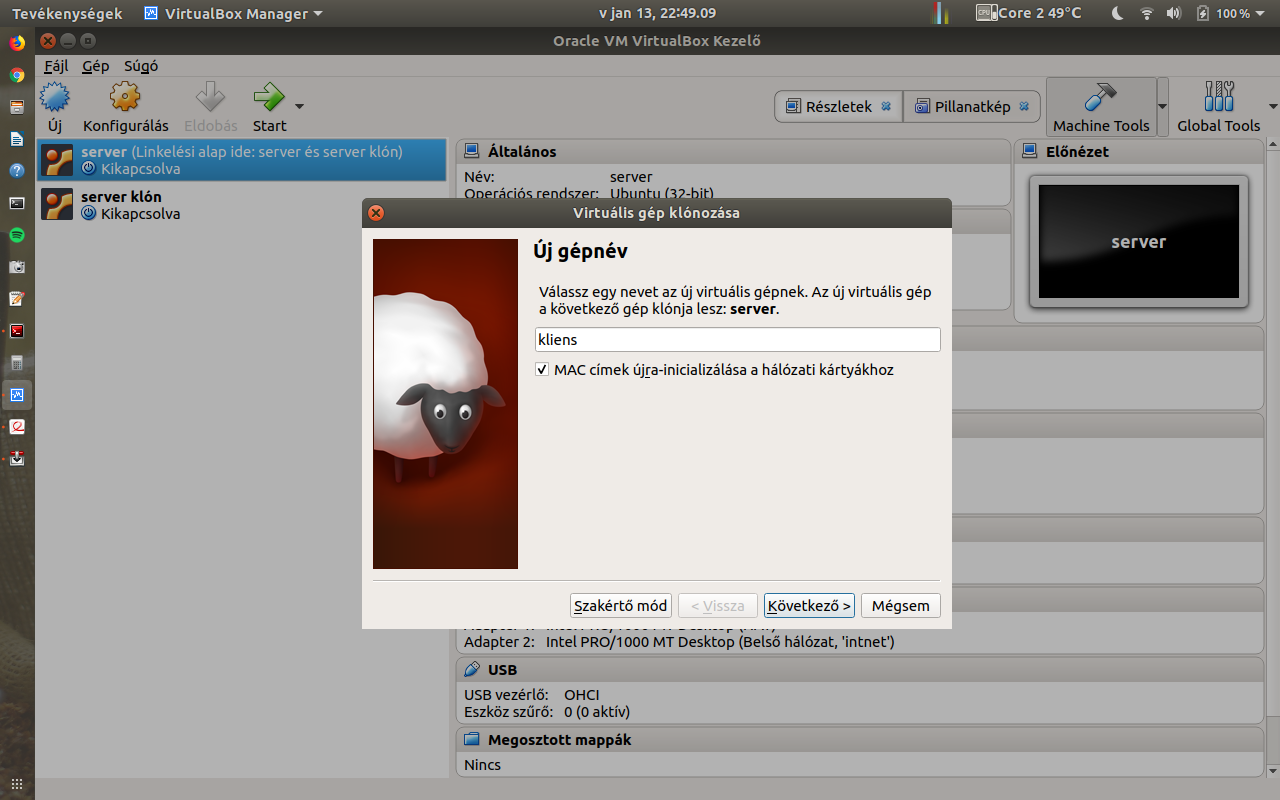 Tevékenységek VirtualBox Manager v jan 13, 22:49.09 CPU Core 2 49°C 100 %
Oracle VM VirtualBox Kezelő
Fájl Gép Súgó
Új Konfigurálás Eldobás Start Részletek Pillanatkép Machine Tools Global Tools
server (Linkelési alap ide: server és server klón)
Kikapcsolva
server klón
Kikapcsolva
Általános
Név: server
Operációs rendszer: Ubuntu (32-bit)
Előnézet
server
Virtuális gép klónozása
Új gépnév
Válassz egy nevet az új virtuális gépnek. Az új virtuális gép
a következő gép klónja lesz: server.
kliens
MAC címek újra-inicializálása a hálózati kártyákhoz
Szakértő mód < Vissza Következő > Mégsem
Adapter 2: Intel PRO/1000 MT Desktop (Belső hálózat, 'intnet')
USB
USB vezérlő: OHCI
Eszköz szűrő: 0 (0 aktív)
Megosztott mappák
Nincs